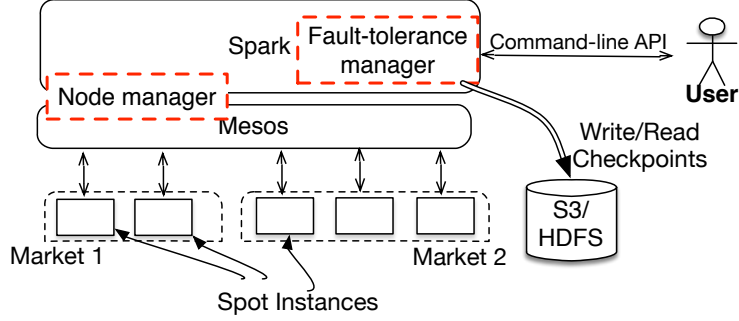 Spark
Fault-tolerance
manager
Command-line API
User
Node manager
Mesos
Write/Read
Checkpoints
S3/
HDFS
Market 1
Market 2
Spot Instances